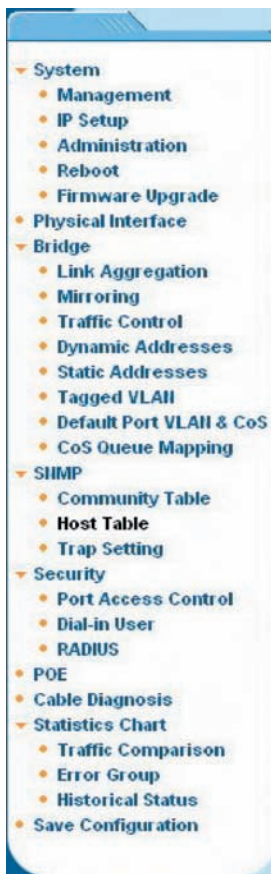 System
Management
IP Setup
Administration
Reboot
Firmware Upgrade
Physical Interface
Bridge
Link Aggregation
Mirroring
Traffic Control
Dynamic Addresses
Static Addresses
Tagged VLAN
Default Port VLAN & CoS
CoS Queue Mapping
SNMP
Community Table
Host Table
Trap Setting
Security
Port Access Control
Dial-in User
RADIUS
POE
Cable Diagnosis
Statistics Chart
Traffic Comparison
Error Group
Historical Status
Save Configuration